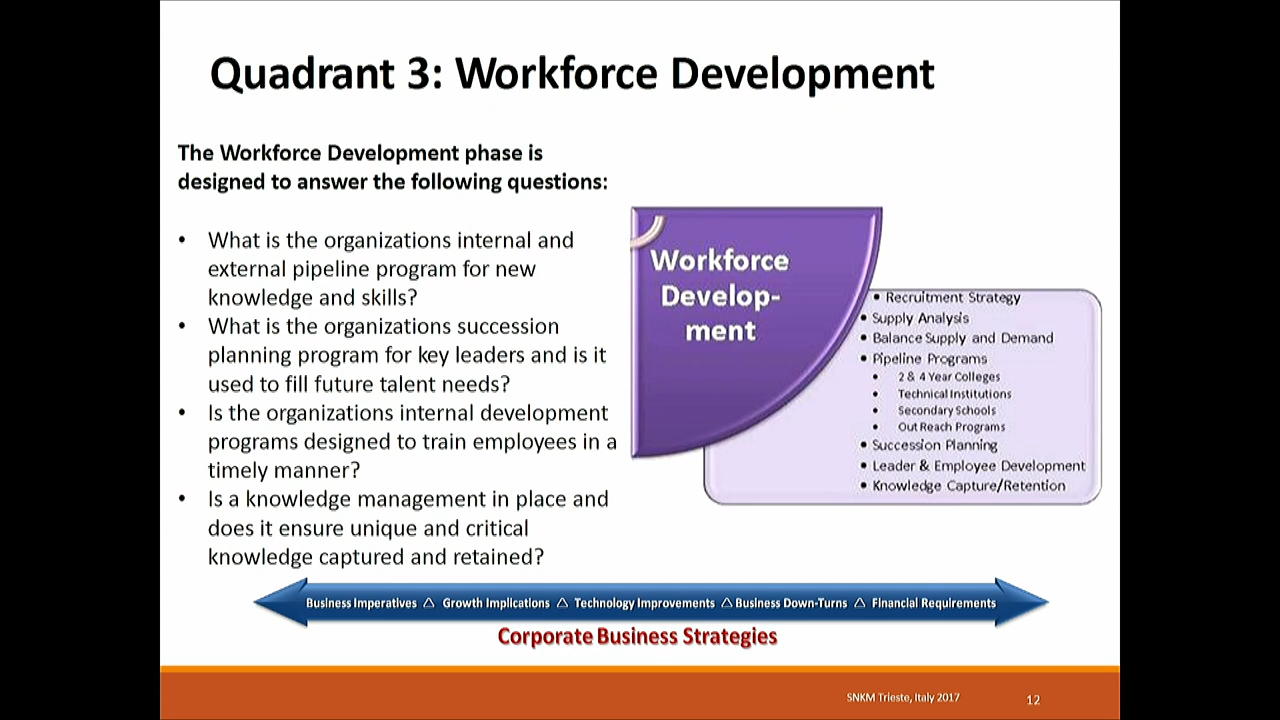 Quadrant 3: Workforce Development
The Workforce Development phase is
designed to answer the following questions:
• What is the organizations internal and
external pipeline program for new
knowledge and skills?
• What is the organizations succession
planning program for key leaders and is it
used to fill future talent needs?
• Is the organizations internal development
programs designed to train employees in a
timely manner?
• Is a knowledge management in place and
does it ensure unique and critical
knowledge captured and retained?
Workforce
Develop-
ment
• Recruitment Strategy
• Supply Analysis
• Balance Supply and Demand
• Pipeline Programs
• 2 & 4 Year Colleges
• Technical Institutions
• Secondary Schools
• Out Reach Programs
• Succession Planning
• Leader & Employee Development
• Knowledge Capture/Retention
Business Imperatives △ Growth Implications △ Technology Improvements △ Business Down-Turns △ Financial Requirements
Corporate Business Strategies
SNKM Trieste, Italy 2017
12